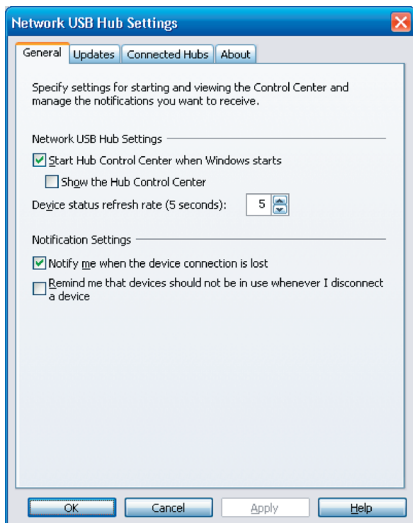 Network USB Hub Settings
General Updates Connected Hubs About
Specify settings for starting and viewing the Control Center and
manage the notifications you want to receive.
Network USB Hub Settings
Start Hub Control Center when Windows starts
Show the Hub Control Center
Device status refresh rate (5 seconds): 5
Notification Settings
Notify me when the device connection is lost
Remind me that devices should not be in use whenever I disconnect
a device
OK Cancel Apply Help